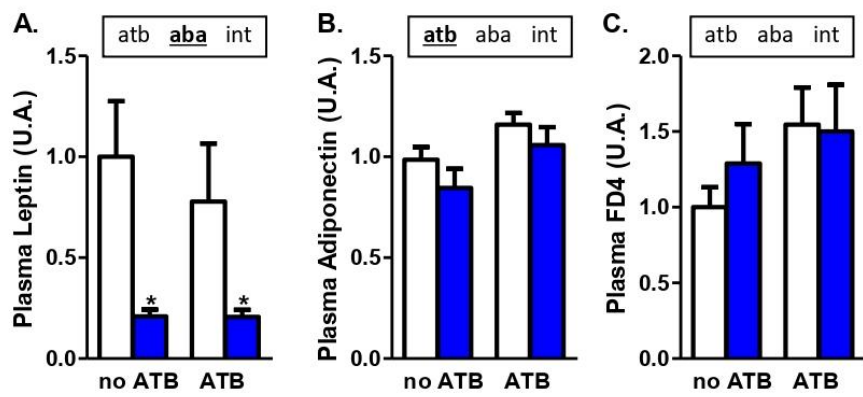 A.
atb aba int
Plasma Leptin (U.A.)
1.5
1.0
0.5
0.0
* *
no ATB ATB
B.
atb aba int
Plasma Adiponectin (U.A.)
1.5
1.0
0.5
0.0
no ATB ATB
C.
atb aba int
Plasma FD4 (U.A.)
2.0
1.5
1.0
0.5
0.0
no ATB ATB